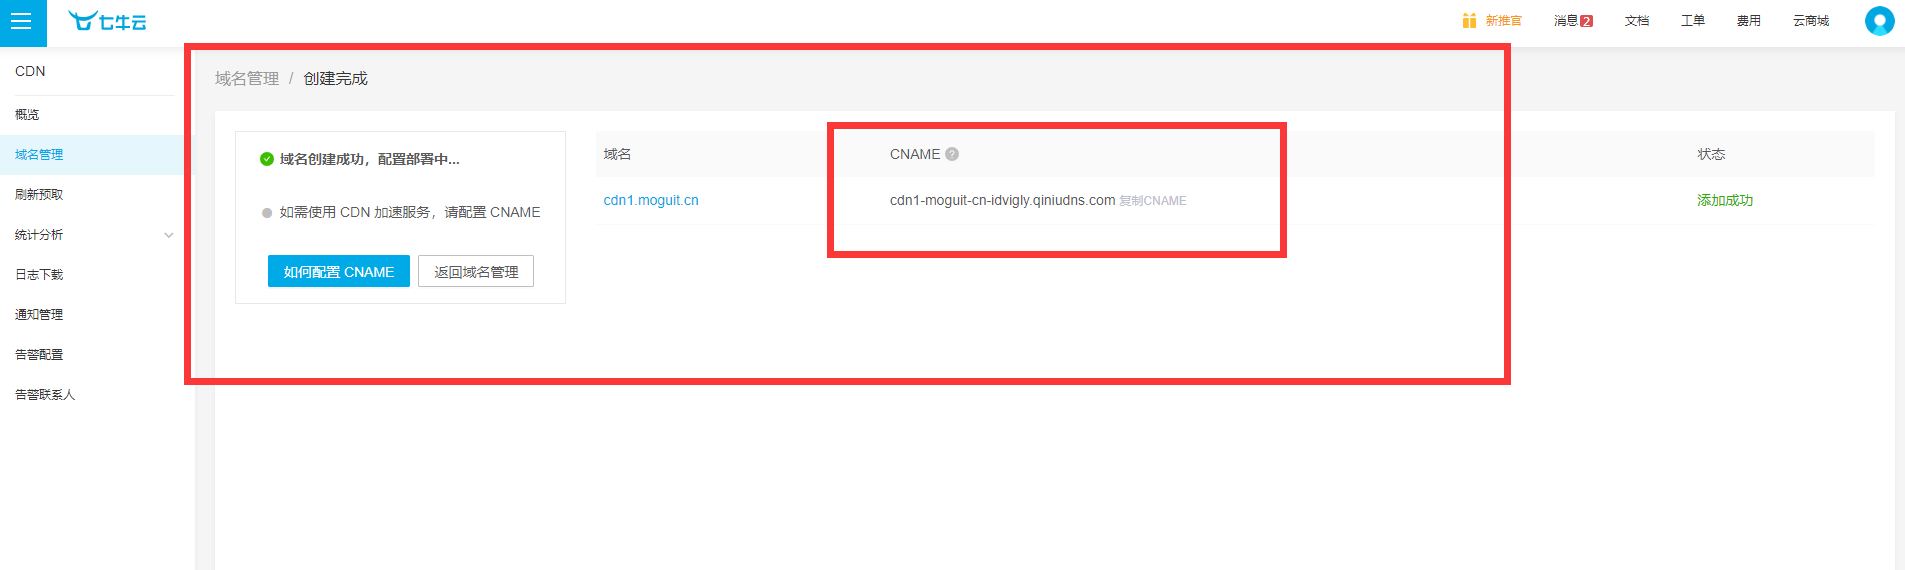 七牛云
新推官
消息 2
文档
工单
费用
云商城
CDN
概览
域名管理
刷新预取
统计分析
日志下载
通知管理
告警配置
告警联系人
域名管理 / 创建完成
域名创建成功，配置部署中...
如需使用 CDN 加速服务，请配置 CNAME
如何配置 CNAME
返回域名管理
域名 CNAME ? 状态
cdn1.moguit.cn cdn1-moguit-cn-idvigly.qiniudns.com 复制CNAME 添加成功